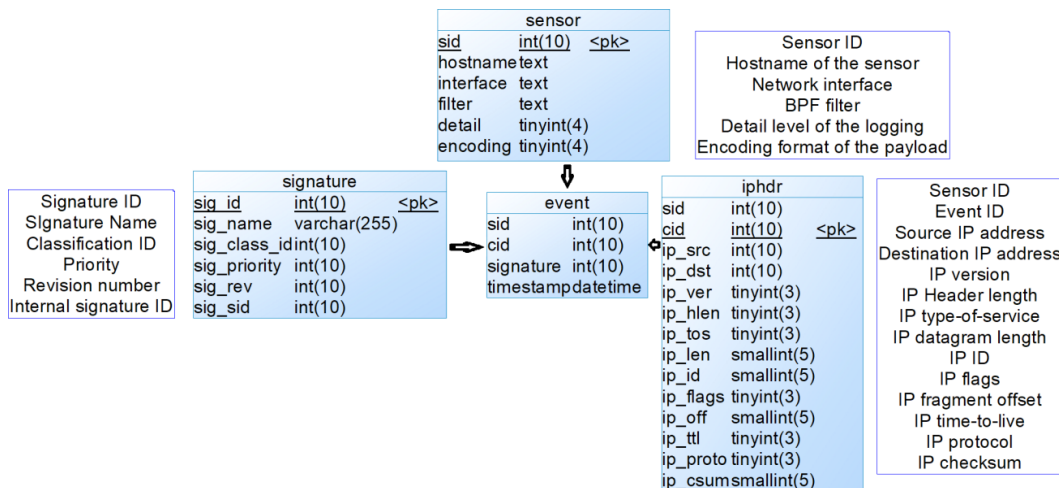 sensor
sid int(10) <pk>
hostname text
interface text
filter text
detail tinyint(4)
encoding tinyint(4)
Sensor ID
Hostname of the sensor
Network interface
BPF filter
Detail level of the logging
Encoding format of the payload
Signature ID
SIgnature Name
Classification ID
Priority
Revision number
Internal signature ID
signature
sig_id int(10) <pk>
sig_name varchar(255)
sig_class_id int(10)
sig_priority int(10)
sig_rev int(10)
sig_sid int(10)
event
sid int(10)
cid int(10)
signature int(10)
timestamp datetime
iphdr
sid int(10)
cid int(10) <pk>
ip_src int(10)
ip_dst int(10)
ip_ver tinyint(3)
ip_hlen tinyint(3)
ip_tos tinyint(3)
ip_len smallint(5)
ip_id smallint(5)
ip_flags tinyint(3)
ip_off smallint(5)
ip_ttl tinyint(3)
ip_proto tinyint(3)
ip_csum smallint(5)
Sensor ID
Event ID
Source IP address
Destination IP address
IP version
IP Header length
IP type-of-service
IP datagram length
IP ID
IP flags
IP fragment offset
IP time-to-live
IP protocol
IP checksum